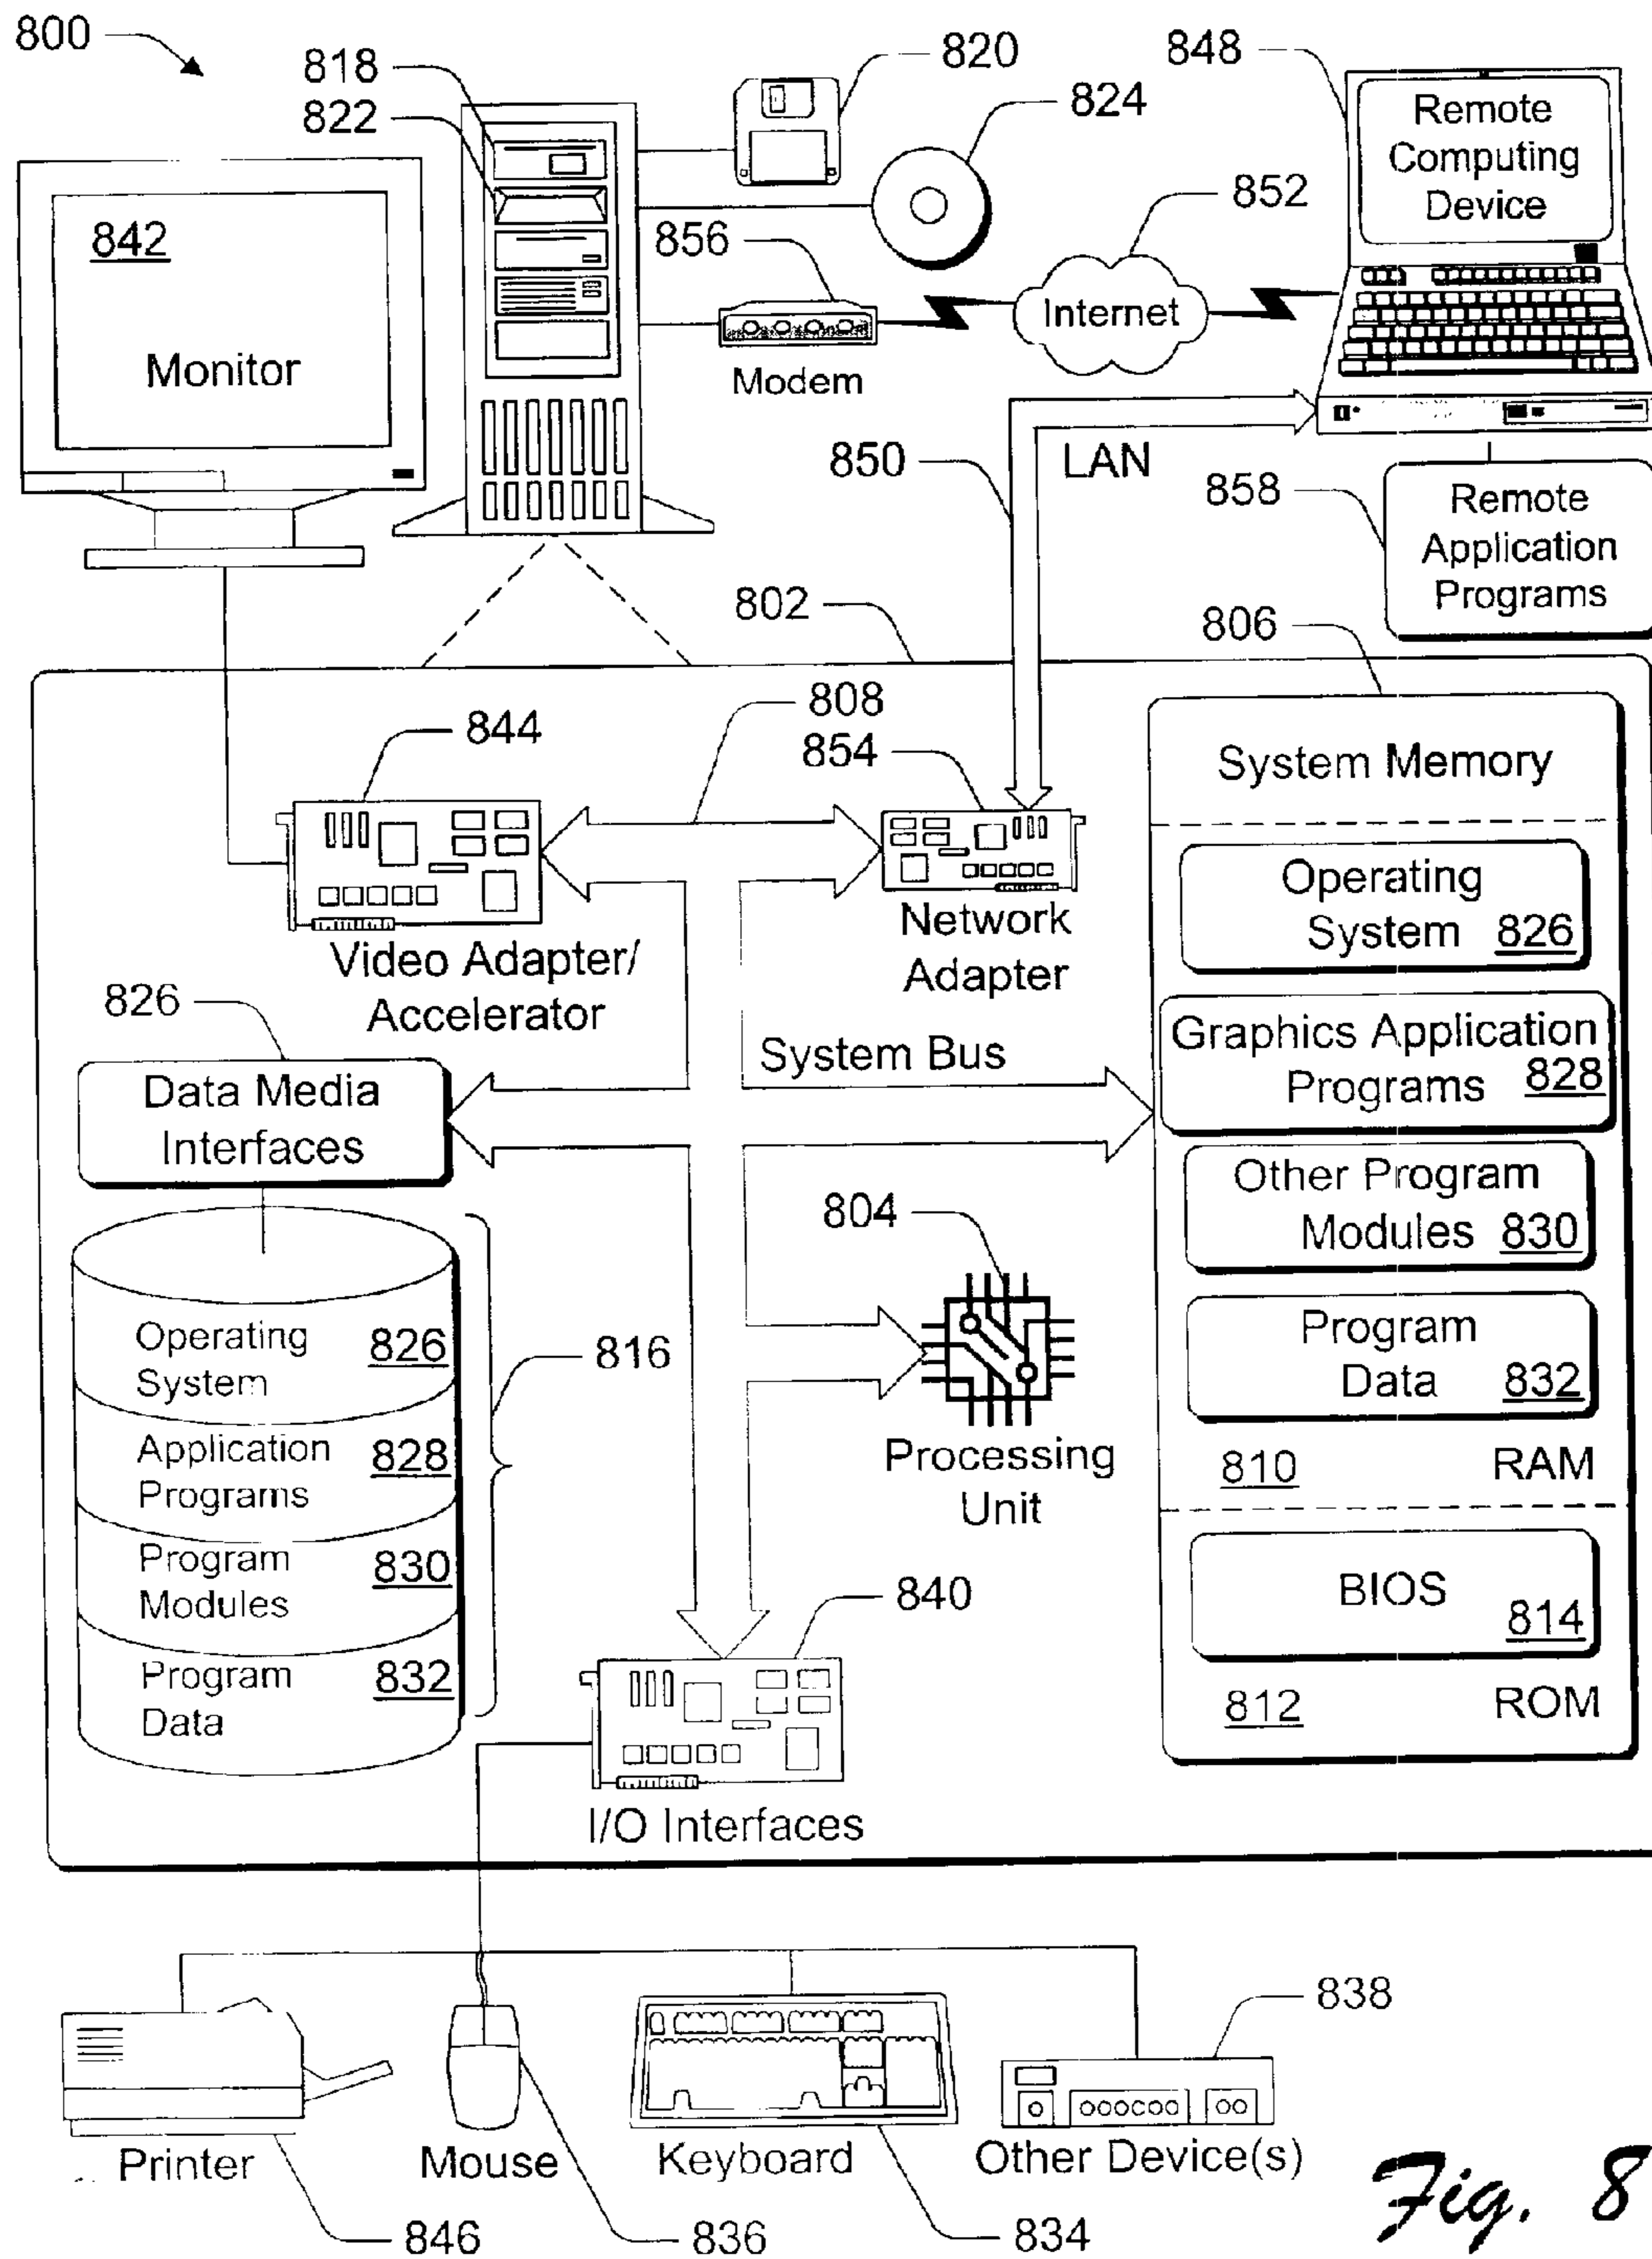 800
818
822
820
824
848
Remote
Computing
Device
842
Monitor
856
Modem
852
Internet
850
LAN
858
Remote
Application
Programs
802
806
808
844
854
Video Adapter/
Accelerator
Network
Adapter
System Memory
Operating
System 826
Graphics Application
Programs 828
Other Program
Modules 830
Program
Data 832
810 RAM
BIOS
814
812 ROM
826
Data Media
Interfaces
System Bus
804
Processing
Unit
Operating
System 826
Application
Programs 828
Program
Modules 830
Program
Data 832
816
840
I/O Interfaces
838
Printer
Mouse
Keyboard
Other Device(s)
846
836
834
Fig. 8